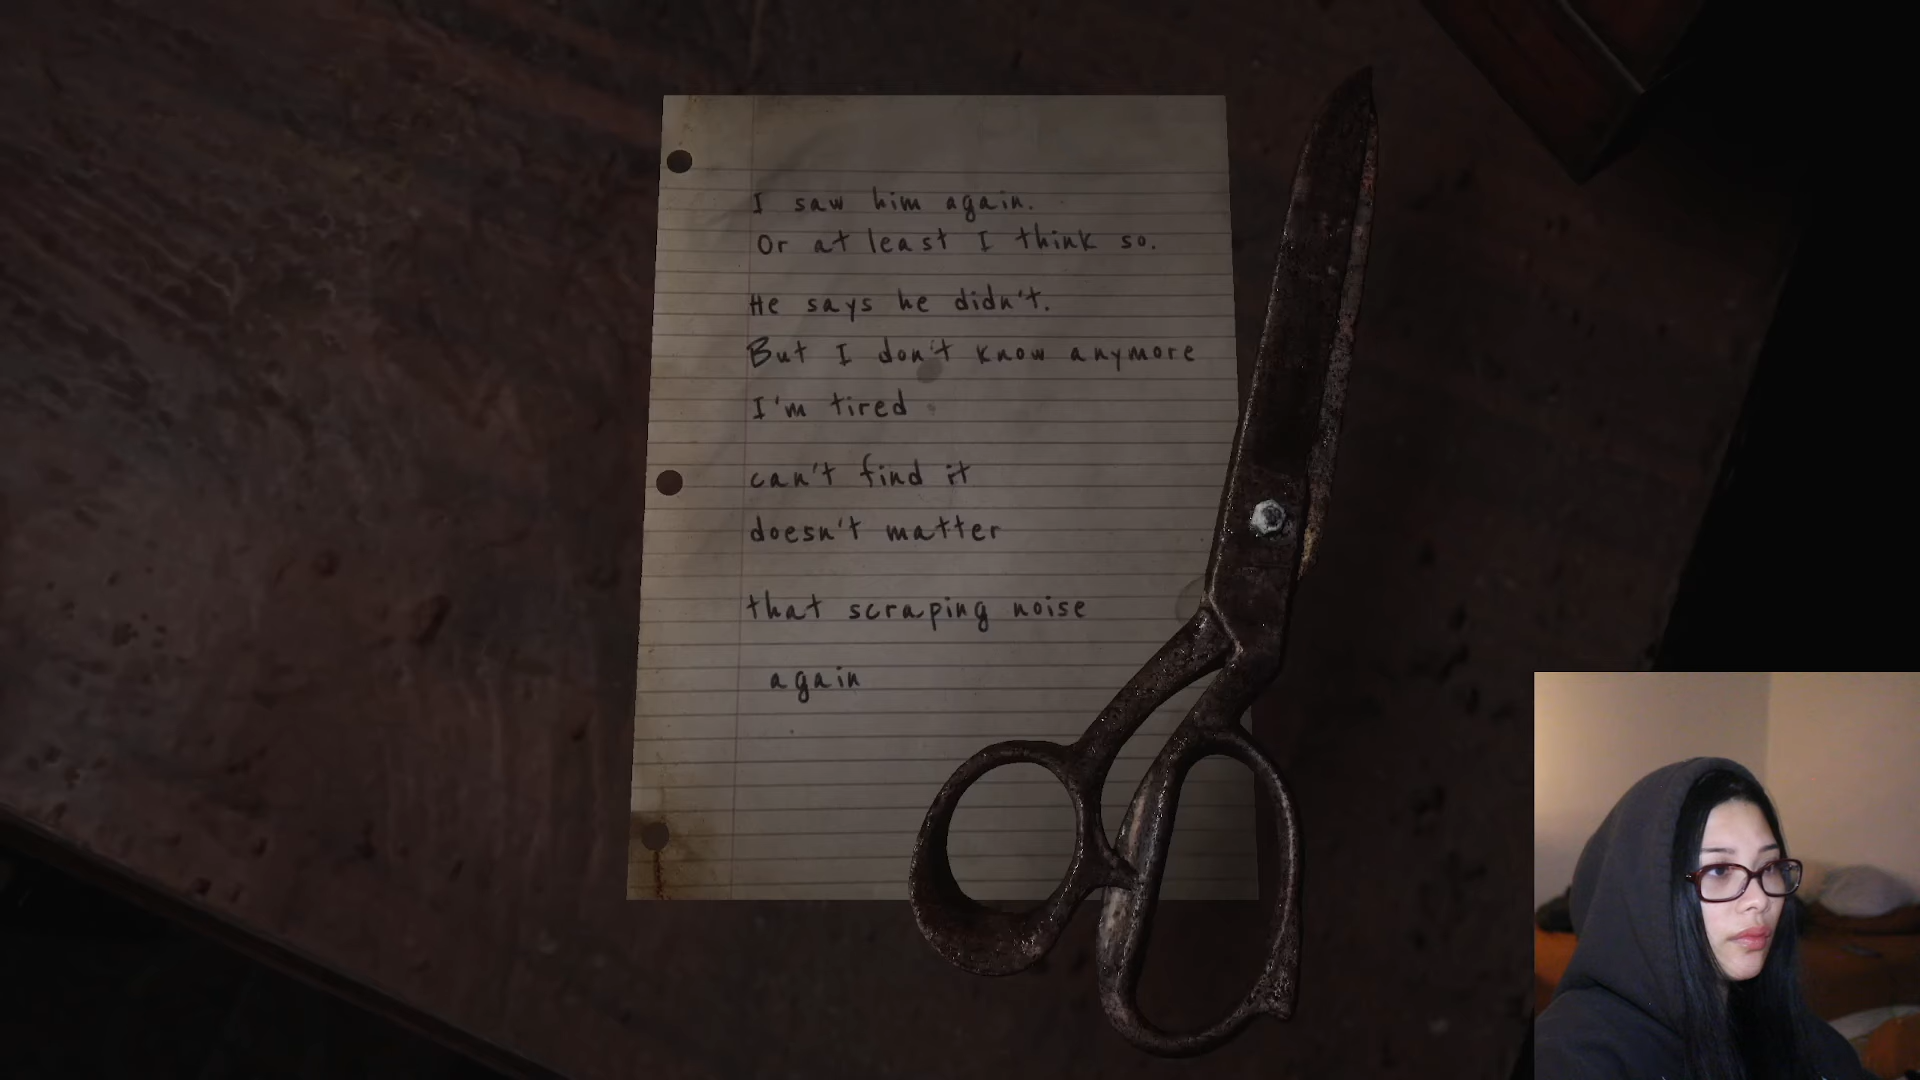 I saw him again.
Or at least I think so.
He says he didn't.
But I don't know anymore
I'm tired
can't find it
doesn't matter
that scraping noise
again